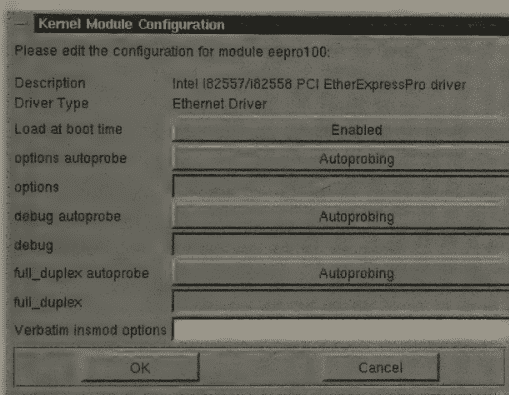 Kernel Module Configuration
Please edit the configuration for module eepro100:
Description Intel i82557/i82558 PCI EtherExpressPro driver
Driver Type Ethernet Driver
Load at boot time Enabled
options autoprobe Autoprobing
options
debug autoprobe Autoprobing
debug
full_duplex autoprobe Autoprobing
full_duplex
Verbatim insmod options
OK Cancel